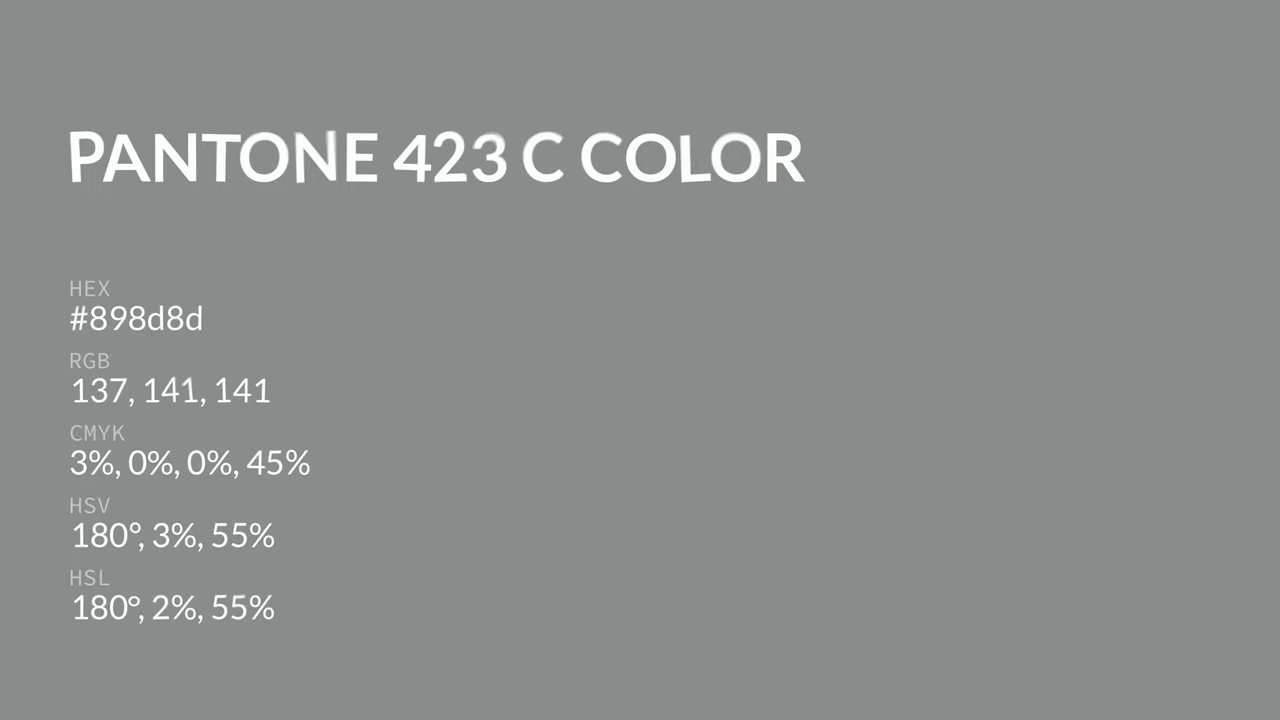 PANTONE 423 C COLOR
HEX
#898d8d
RGB
137, 141, 141
CMYK
3%, 0%, 0%, 45%
HSV
180°, 3%, 55%
HSL
180°, 2%, 55%